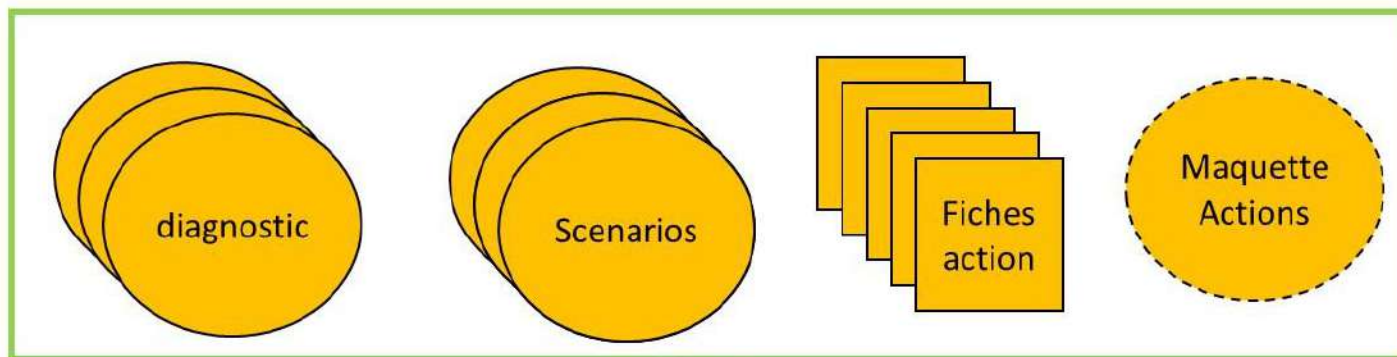 diagnostic
Scenarios
Fiches
action
Maquette
Actions